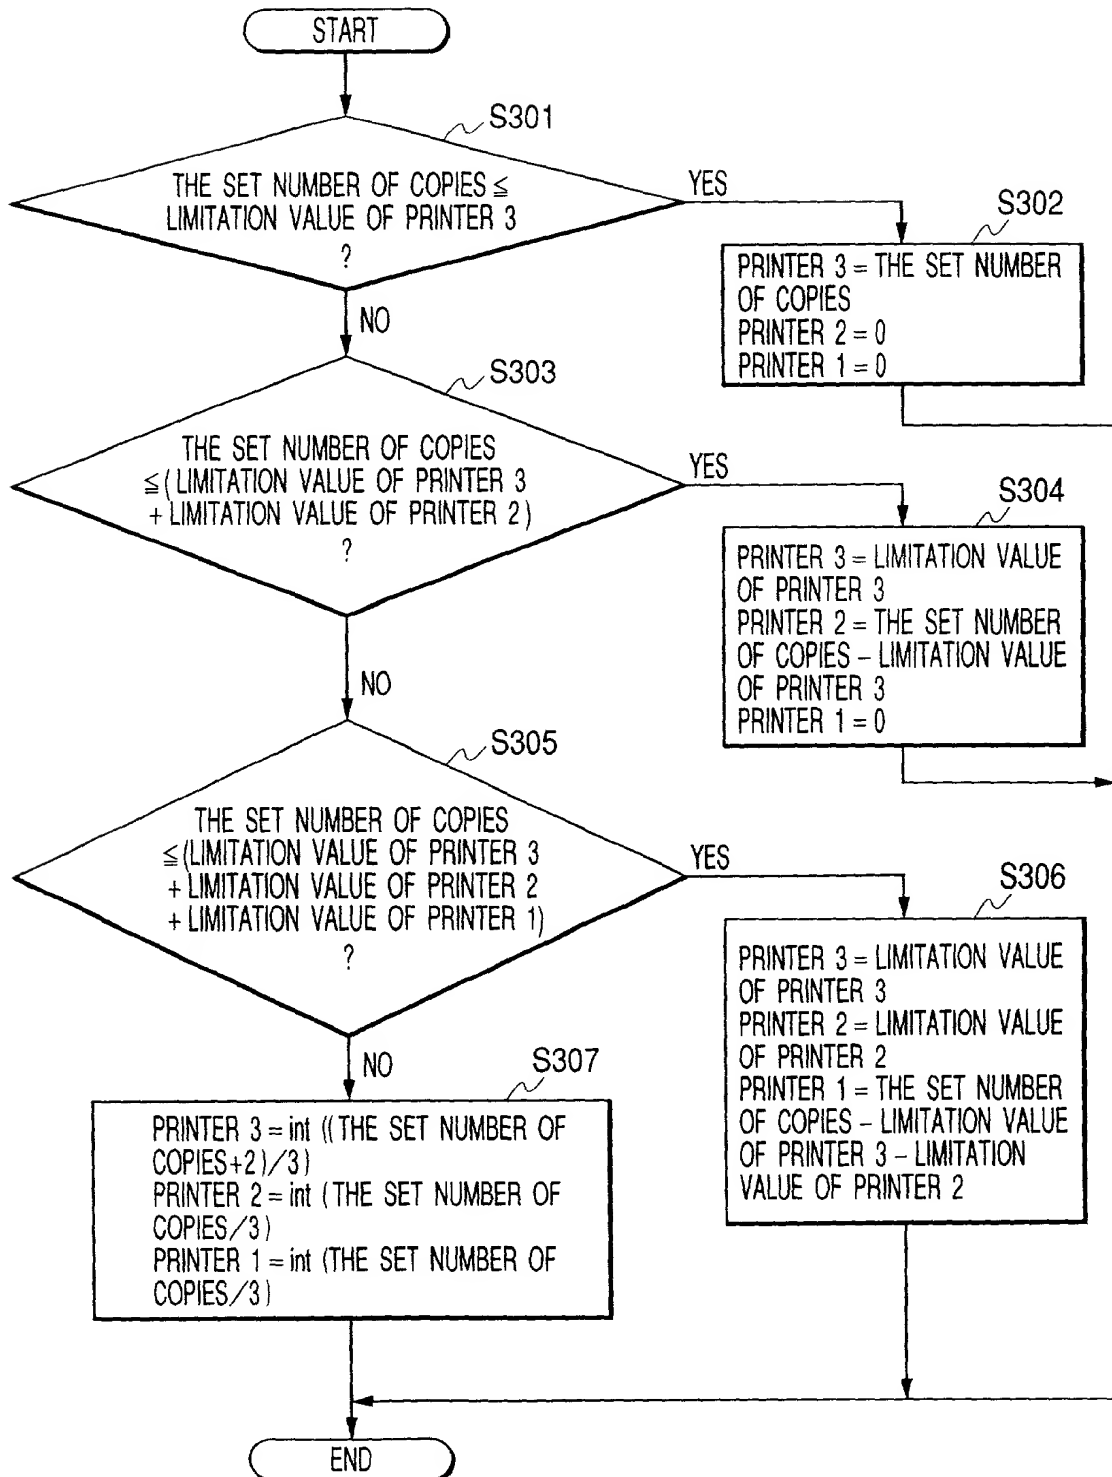 START
S301
THE SET NUMBER OF COPIES ≦
LIMITATION VALUE OF PRINTER 3
?
YES
S302
PRINTER 3 = THE SET NUMBER
OF COPIES
PRINTER 2 = 0
PRINTER 1 = 0
NO
S303
THE SET NUMBER OF COPIES
≦ (LIMITATION VALUE OF PRINTER 3
+ LIMITATION VALUE OF PRINTER 2)
?
YES
S304
PRINTER 3 = LIMITATION VALUE
OF PRINTER 3
PRINTER 2 = THE SET NUMBER
OF COPIES – LIMITATION VALUE
OF PRINTER 3
PRINTER 1 = 0
NO
S305
THE SET NUMBER OF COPIES
≦ (LIMITATION VALUE OF PRINTER 3
+ LIMITATION VALUE OF PRINTER 2
+ LIMITATION VALUE OF PRINTER 1)
?
YES
S306
PRINTER 3 = LIMITATION VALUE
OF PRINTER 3
PRINTER 2 = LIMITATION VALUE
OF PRINTER 2
PRINTER 1 = THE SET NUMBER
OF COPIES – LIMITATION VALUE
OF PRINTER 3 – LIMITATION
VALUE OF PRINTER 2
NO
S307
PRINTER 3 = int ((THE SET NUMBER OF
COPIES+2)/3)
PRINTER 2 = int (THE SET NUMBER OF
COPIES/3)
PRINTER 1 = int (THE SET NUMBER OF
COPIES/3)
END